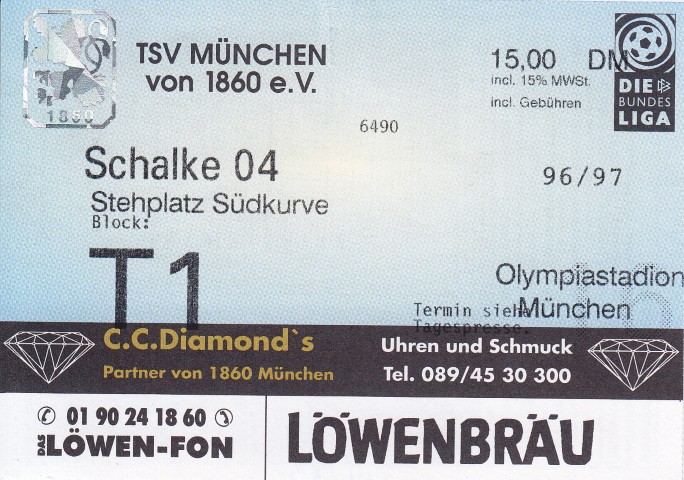 TSV MÜNCHEN
von 1860 e.V.
15,00 DM
incl. 15% MWSt.
incl. Gebühren
DIE
BUNDES
LIGA
1860
6490
Schalke 04
96/97
Stehplatz Südkurve
Block:
T1
Olympiastadion
München
Termin siehe
Tagespresse.
C.C.Diamond`s
Partner von 1860 München
Uhren und Schmuck
Tel. 089/45 30 300
01 90 24 18 60
DAS LÖWEN-FON
LÖWENBRÄU